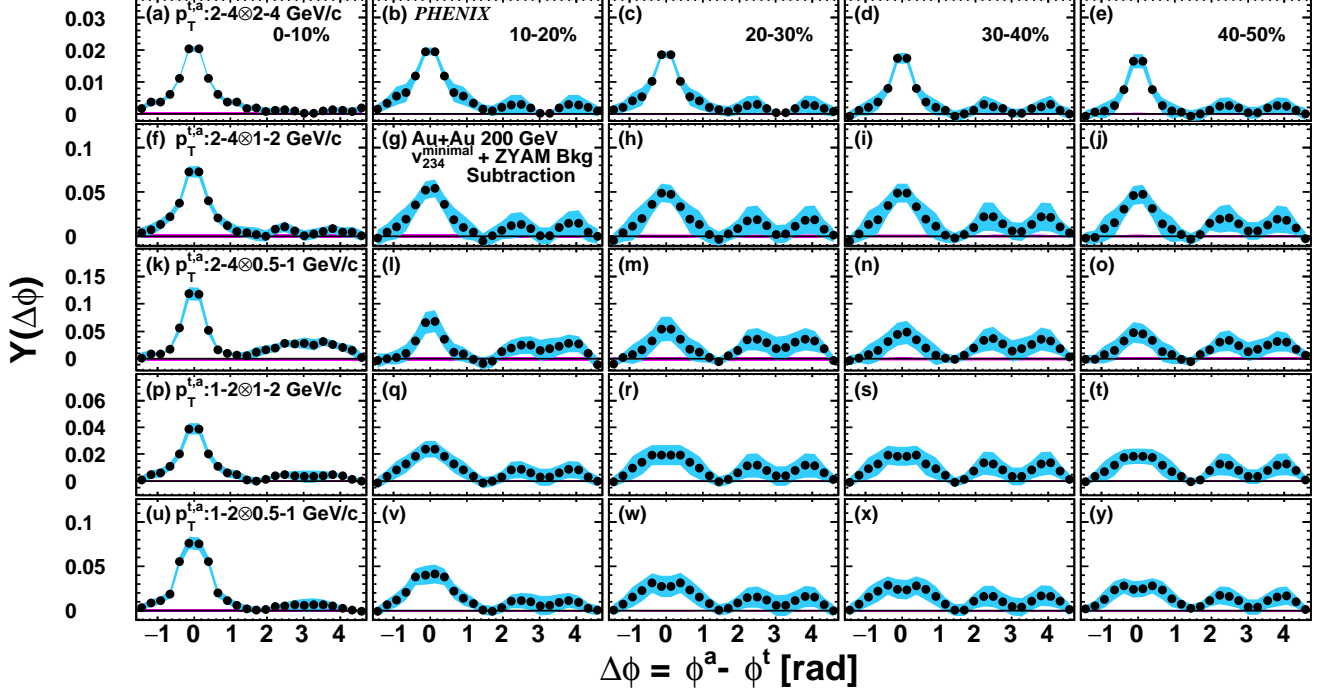 (a) p_T^{t,a}:2-4⊗2-4 GeV/c
0-10%
(b) PHENIX
10-20%
(c)
20-30%
(d)
30-40%
(e)
40-50%
0.03
0.02
0.01
0
(f) p_T^{t,a}:2-4⊗1-2 GeV/c
(g) Au+Au 200 GeV
v_{234}^{minimal} + ZYAM Bkg
Subtraction
(h)
(i)
(j)
0.1
0.05
0
(k) p_T^{t,a}:2-4⊗0.5-1 GeV/c
(l)
(m)
(n)
(o)
0.15
0.1
0.05
0
(p) p_T^{t,a}:1-2⊗1-2 GeV/c
(q)
(r)
(s)
(t)
0.06
0.04
0.02
0
(u) p_T^{t,a}:1-2⊗0.5-1 GeV/c
(v)
(w)
(x)
(y)
0.1
0.05
0
Y(Δϕ)
−1 0 1 2 3 4
−1 0 1 2 3 4
−1 0 1 2 3 4
−1 0 1 2 3 4
−1 0 1 2 3 4
Δϕ = ϕ^a - ϕ^t [rad]